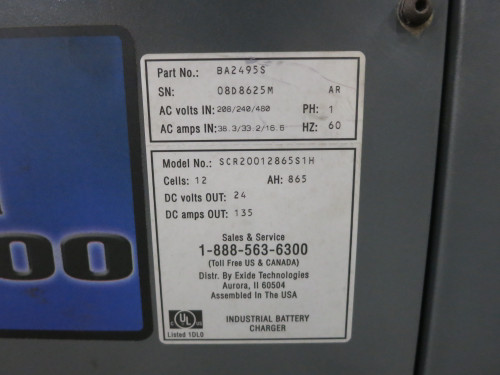 Part No.: BA2495S
SN: 08D8625M AR
AC volts IN: 208/240/480 PH: 1
AC amps IN: 38.3/33.2/16.6 HZ: 60
Model No.: SCR20012865S1H
Cells: 12 AH: 865
DC volts OUT: 24
DC amps OUT: 135
Sales & Service
1-888-563-6300
(Toll Free US & CANADA)
Distr. By Exide Technologies
Aurora, Il 60504
Assembled In The USA
UL
Listed 1DL0
INDUSTRIAL BATTERY
CHARGER
00